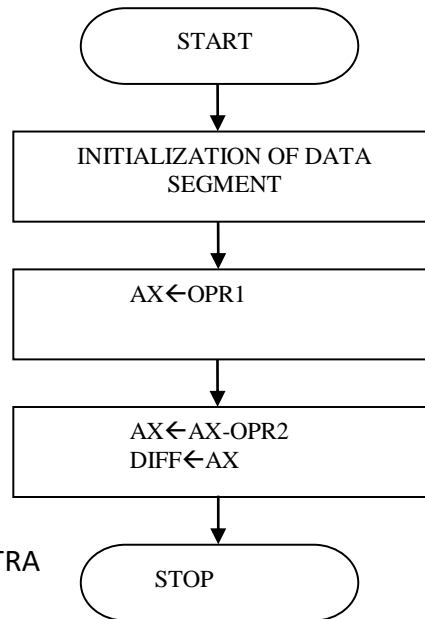 START
INITIALIZATION OF DATA
SEGMENT
AX←OPR1
AX←AX-OPR2
DIFF←AX
TRA
STOP